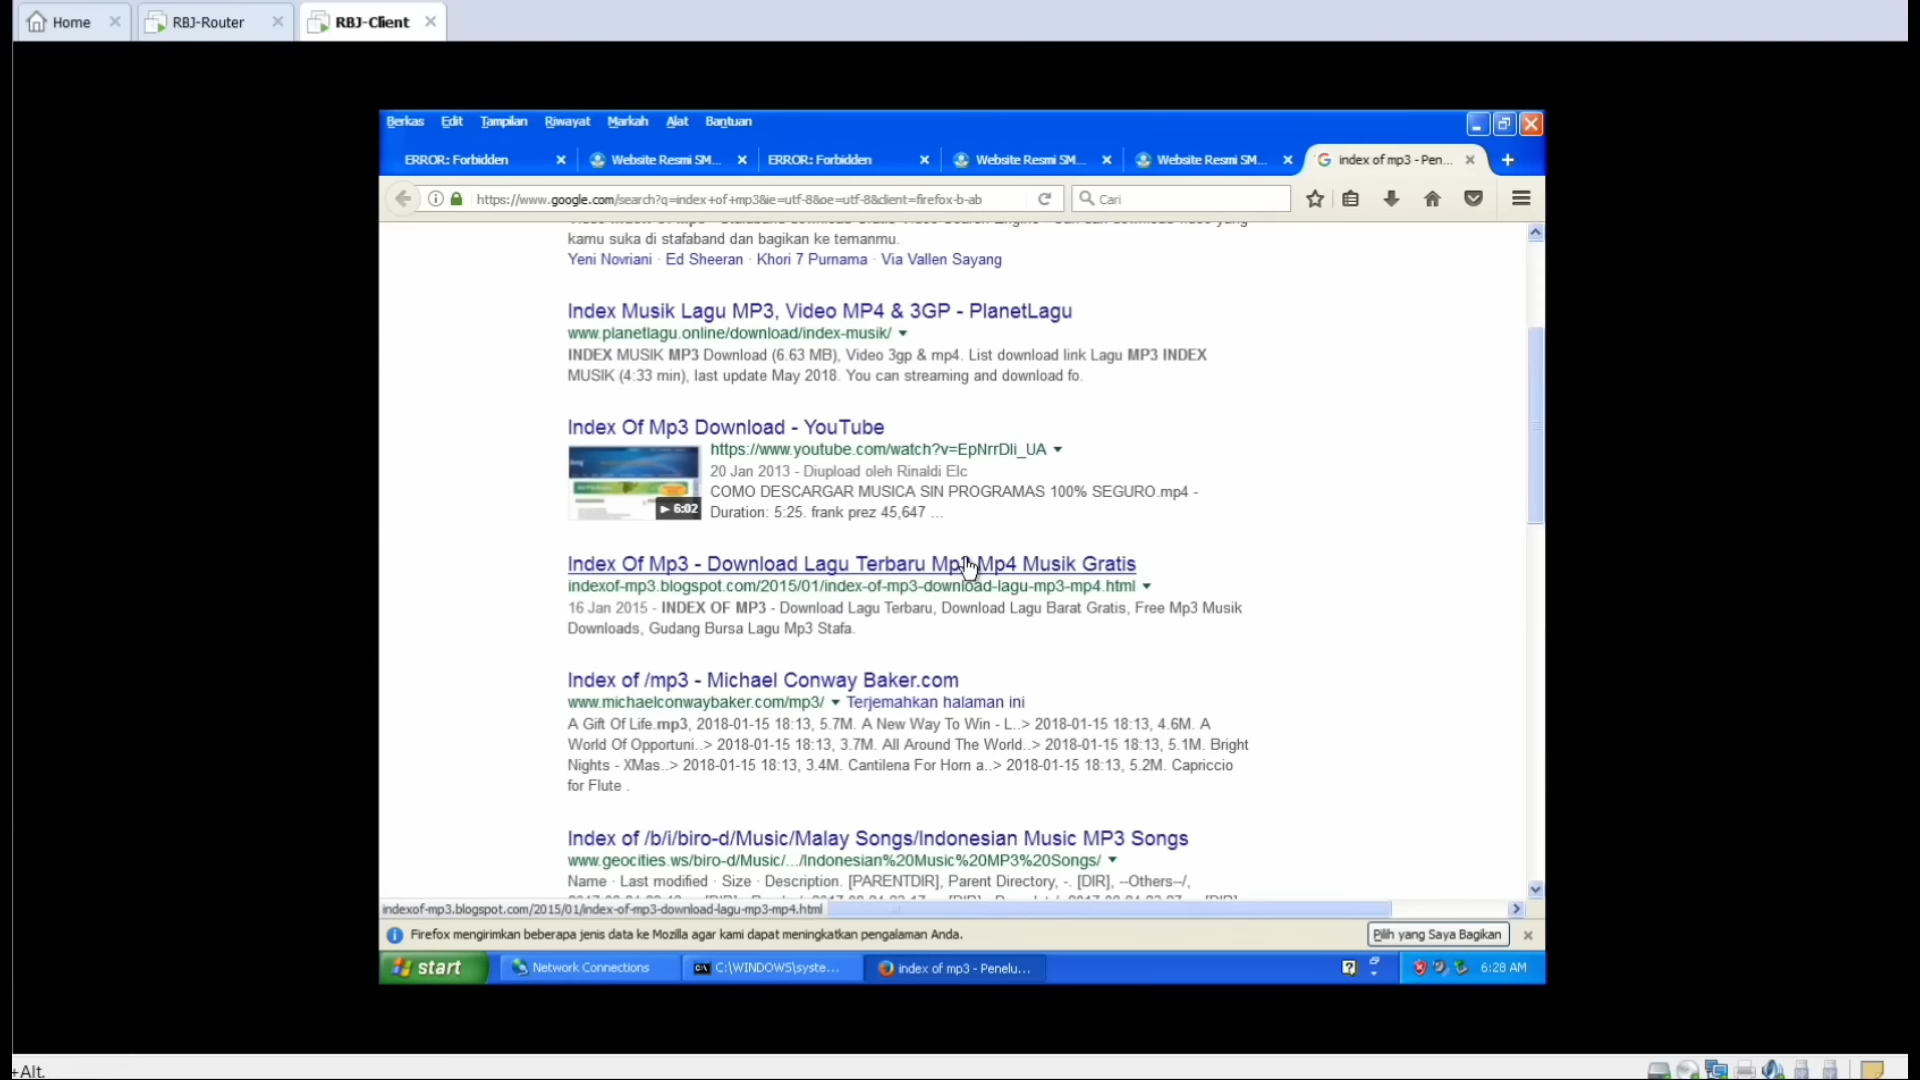 Home
RBJ-Router
RBJ-Client
Berkas Edit Tampilan Riwayat Markah Alat Bantuan
ERROR: Forbidden
Website Resmi SM...
ERROR: Forbidden
Website Resmi SM...
Website Resmi SM...
index of mp3 - Pen...
https://www.google.com/search?q=index+of+mp3&ie=utf-8&oe=utf-8&client=firefox-b-ab
Cari
kamu suka di stafaband dan bagikan ke temanmu.
Yeni Novriani · Ed Sheeran · Khori 7 Purnama · Via Vallen Sayang
Index Musik Lagu MP3, Video MP4 & 3GP - PlanetLagu
www.planetlagu.online/download/index-musik/
INDEX MUSIK MP3 Download (6.63 MB), Video 3gp & mp4. List download link Lagu MP3 INDEX
MUSIK (4:33 min), last update May 2018. You can streaming and download fo.
Index Of Mp3 Download - YouTube
https://www.youtube.com/watch?v=EpNrrDli_UA
20 Jan 2013 - Diupload oleh Rinaldi Elc
COMO DESCARGAR MUSICA SIN PROGRAMAS 100% SEGURO.mp4 -
6:02
Duration: 5:25. frank prez 45,647 ...
Index Of Mp3 - Download Lagu Terbaru Mp3 Mp4 Musik Gratis
indexof-mp3.blogspot.com/2015/01/index-of-mp3-download-lagu-mp3-mp4.html
16 Jan 2015 - INDEX OF MP3 - Download Lagu Terbaru, Download Lagu Barat Gratis, Free Mp3 Musik
Downloads, Gudang Bursa Lagu Mp3 Stafa.
Index of /mp3 - Michael Conway Baker.com
www.michaelconwaybaker.com/mp3/ Terjemahkan halaman ini
A Gift Of Life.mp3, 2018-01-15 18:13, 5.7M. A New Way To Win - L..> 2018-01-15 18:13, 4.6M. A
World Of Opportuni..> 2018-01-15 18:13, 3.7M. All Around The World..> 2018-01-15 18:13, 5.1M. Bright
Nights - XMas..> 2018-01-15 18:13, 3.4M. Cantilena For Horn a..> 2018-01-15 18:13, 5.2M. Capriccio
for Flute .
Index of /b/i/biro-d/Music/Malay Songs/Indonesian Music MP3 Songs
www.geocities.ws/biro-d/Music/.../Indonesian%20Music%20MP3%20Songs/
Name · Last modified · Size · Description. [PARENTDIR], Parent Directory, -. [DIR], --Others--/,
indexof-mp3.blogspot.com/2015/01/index-of-mp3-download-lagu-mp3-mp4.html
Firefox mengirimkan beberapa jenis data ke Mozilla agar kami dapat meningkatkan pengalaman Anda.
Pilih yang Saya Bagikan
start
Network Connections
C:\WINDOWS\syste...
index of mp3 - Penelu...
6:28 AM
+Alt.